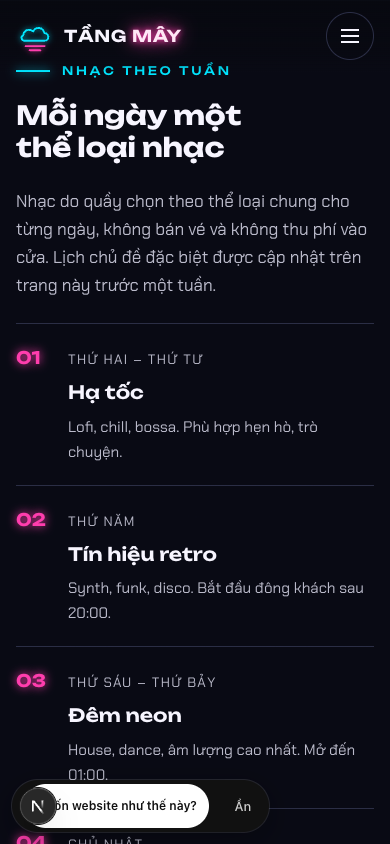 TẦNG MÂY
NHẠC THEO TUẦN
Mỗi ngày một
thể loại nhạc
Nhạc do quầy chọn theo thể loại chung cho
từng ngày, không bán vé và không thu phí vào
cửa. Lịch chủ đề đặc biệt được cập nhật trên
trang này trước một tuần.
01
THỨ HAI – THỨ TƯ
Hạ tốc
Lofi, chill, bossa. Phù hợp hẹn hò, trò
chuyện.
02
THỨ NĂM
Tín hiệu retro
Synth, funk, disco. Bắt đầu đông khách sau
20:00.
03
THỨ SÁU – THỨ BẢY
Đêm neon
House, dance, âm lượng cao nhất. Mở đến
01:00.
N
website như thế này?
Ẩn
04
CHỦ NHẬT